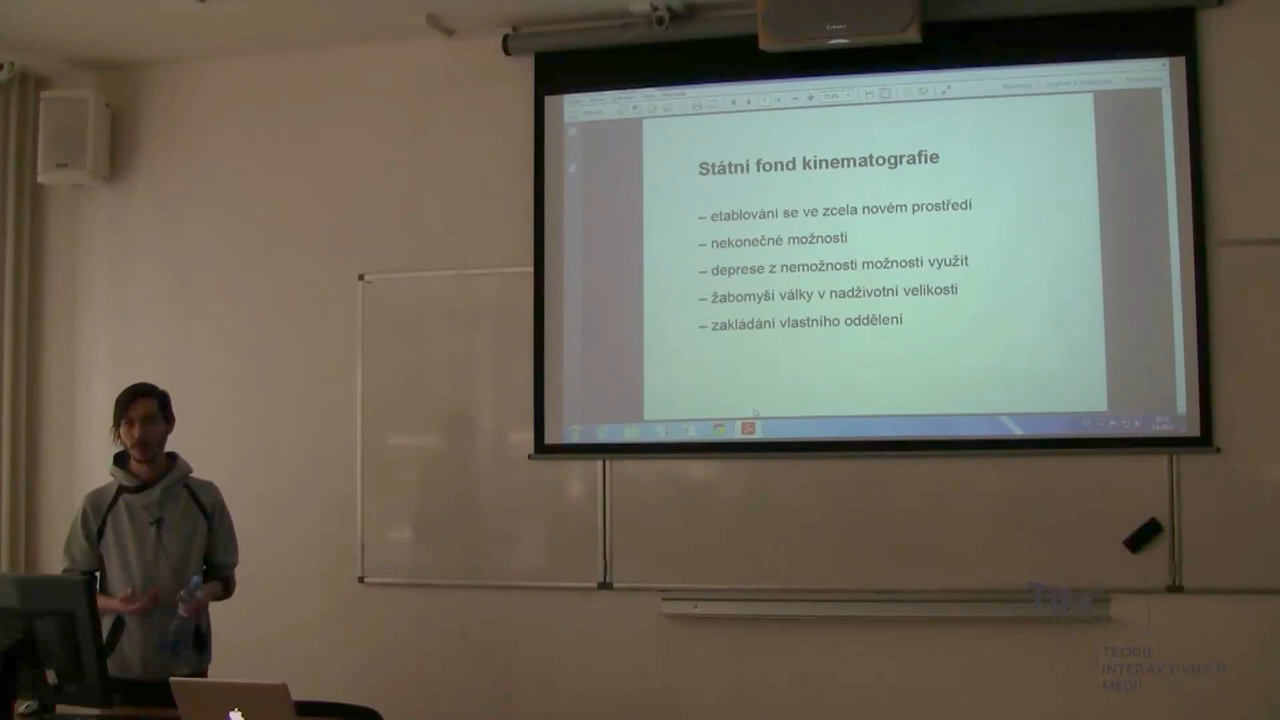 Státní fond kinematografie
– etablování se ve zcela novém prostředí
– nekonečné možnosti
– deprese z nemožnosti možnosti využít
– žabomyší války v nadživotní velikosti
– zakládání vlastního oddělení
TEORIE
INTERAKTIVNÍCH
MÉDIÍ